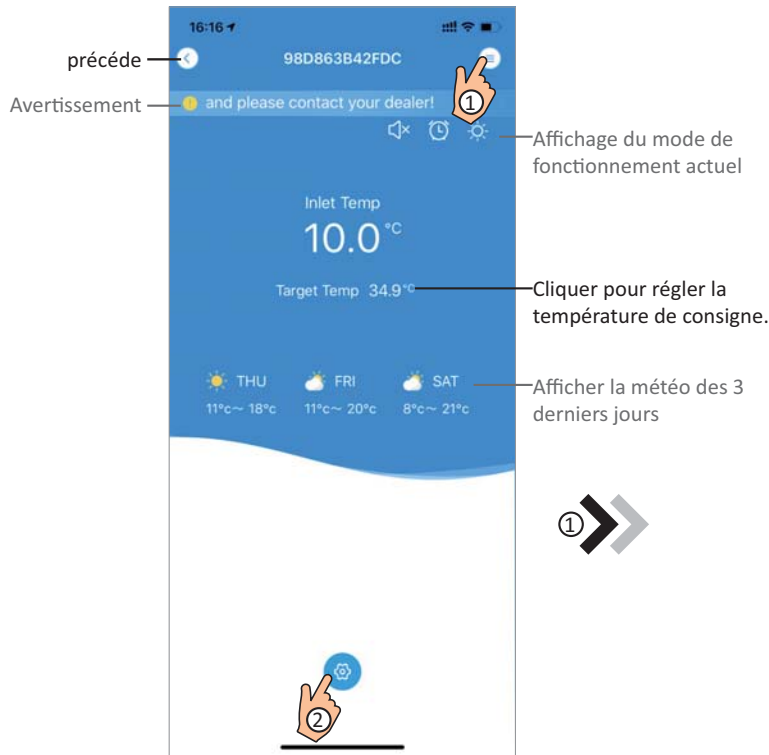 16:16
précéde
98D863B42FDC
Avertissement
! and please contact your dealer!
1
Affichage du mode de
fonctionnement actuel
Inlet Temp
10.0°C
Target Temp 34.9°C
Cliquer pour régler la
température de consigne.
THU FRI SAT
11°c~ 18°c 11°c~ 20°c 8°c~ 21°c
Afficher la météo des 3
derniers jours
1
2